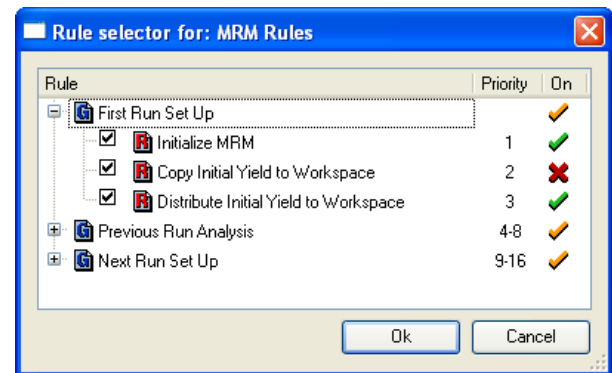 Rule selector for: MRM Rules
Rule Priority On
First Run Set Up
Initialize MRM 1
Copy Initial Yield to Workspace 2
Distribute Initial Yield to Workspace 3
Previous Run Analysis 4-8
Next Run Set Up 9-16
Ok Cancel